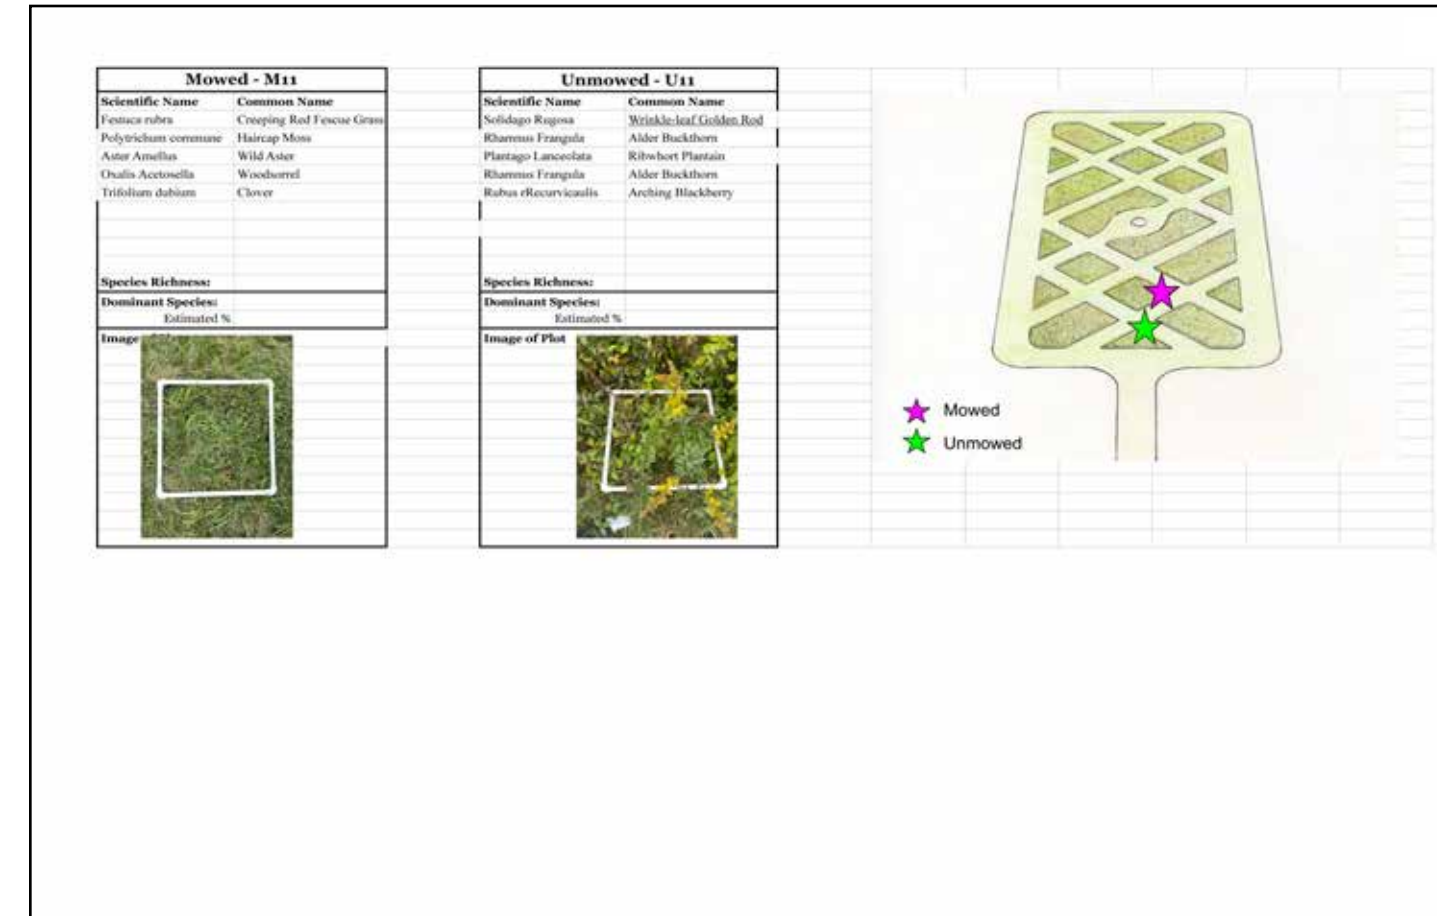 Mowed - M11
Scientific Name Common Name
Festuca rubra Creeping Red Fescue Grass
Polytrichum commune Haircap Moss
Aster Amellus Wild Aster
Oxalis Acetosella Woodsorrel
Trifolium dubium Clover
Species Richness:
Dominant Species:
Estimated %
Image
Unmowed - U11
Scientific Name Common Name
Solidago Rugosa Wrinkle-leaf Golden Rod
Rhamnus Frangula Alder Buckthorn
Plantago Lanceolata Ribwhort Plantain
Rhamnus Frangula Alder Buckthorn
Rubus rRecurvicaulis Arching Blackberry
Species Richness:
Dominant Species:
Estimated %
Image of Plot
Mowed
Unmowed